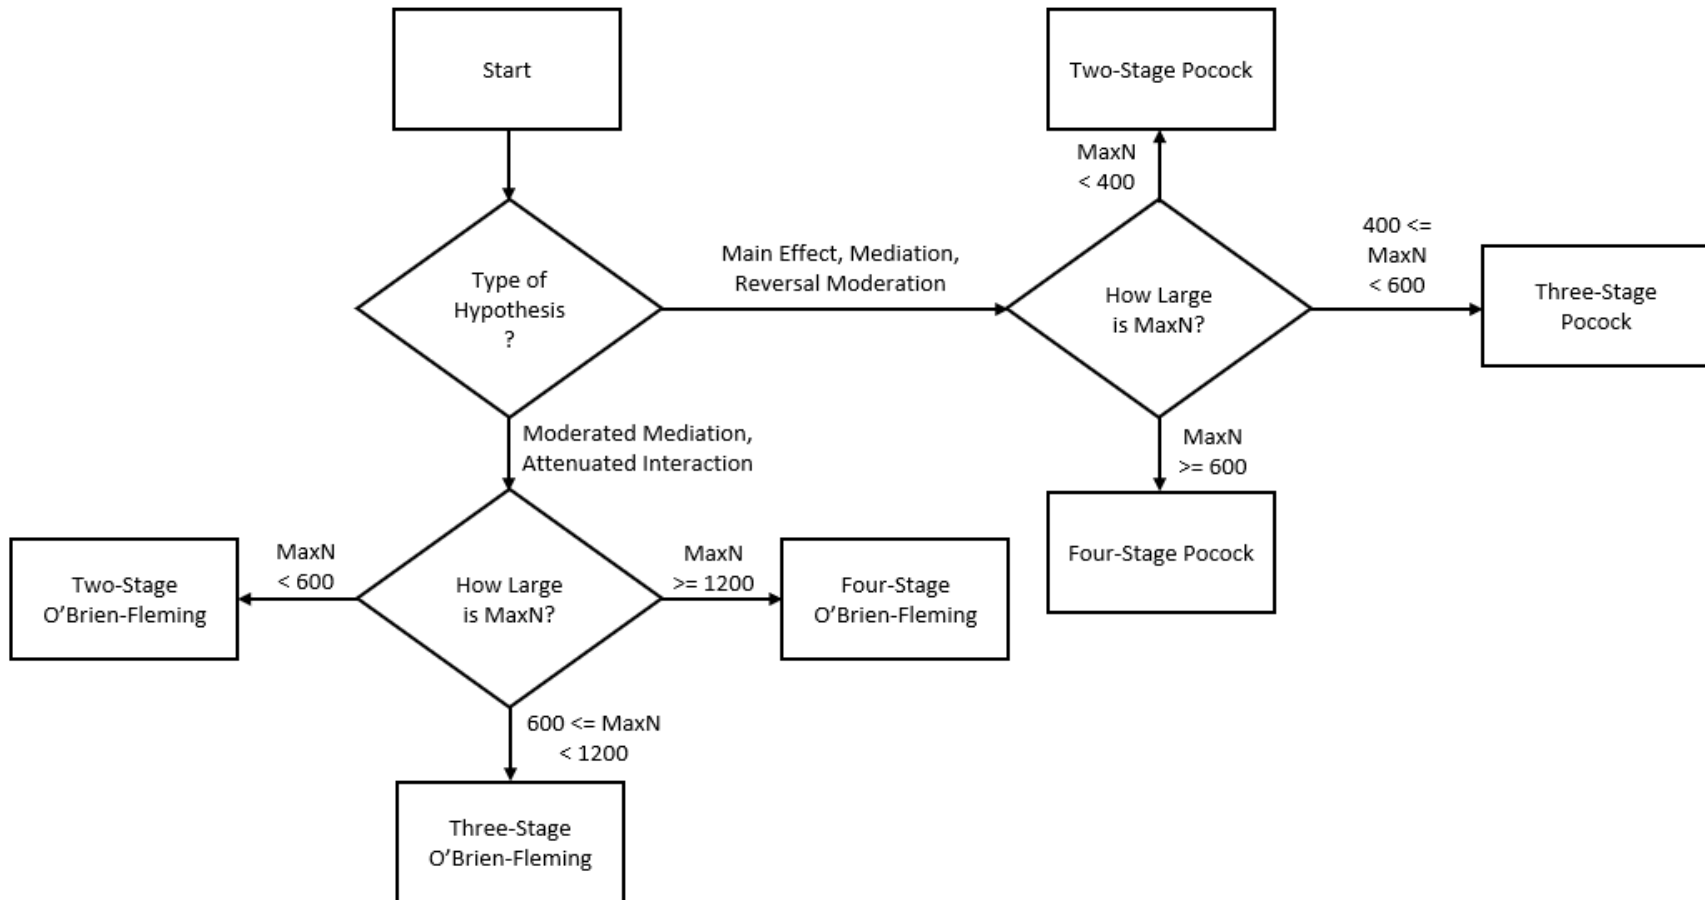 Start
Two-Stage Pocock
MaxN
< 400
Type of
Hypothesis
?
Main Effect, Mediation,
Reversal Moderation
How Large
is MaxN?
400 <=
MaxN
< 600
Three-Stage
Pocock
MaxN
>= 600
Four-Stage Pocock
Moderated Mediation,
Attenuated Interaction
How Large
is MaxN?
MaxN
< 600
Two-Stage
O'Brien-Fleming
MaxN
>= 1200
Four-Stage
O'Brien-Fleming
600 <= MaxN
< 1200
Three-Stage
O'Brien-Fleming